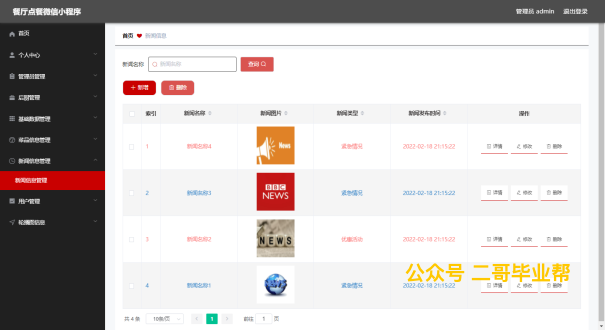 餐厅点餐微信小程序
管理员 admin 退出登录
首页
个人中心
管理员管理
后厨管理
基础数据管理
菜品信息管理
新闻信息管理
新闻信息管理
用户管理
轮播图信息
首页 新闻信息
新闻名称 新闻名称 查询
新增 删除
索引 新闻名称 新闻图片 新闻类型 新闻发布时间 操作
1 新闻名称4 News 紧急情况 2022-02-18 21:15:22 详情 修改 删除
2 新闻名称3 BBC NEWS 紧急情况 2022-02-18 21:15:22 详情 修改 删除
3 新闻名称2 NEWS 优惠活动 2022-02-18 21:15:22 详情 修改 删除
4 新闻名称1 紧急情况 2022-02-18 21:15:22 详情 修改 删除
公众号 二哥毕业帮
共 4 条 10条/页 1 前往 1 页